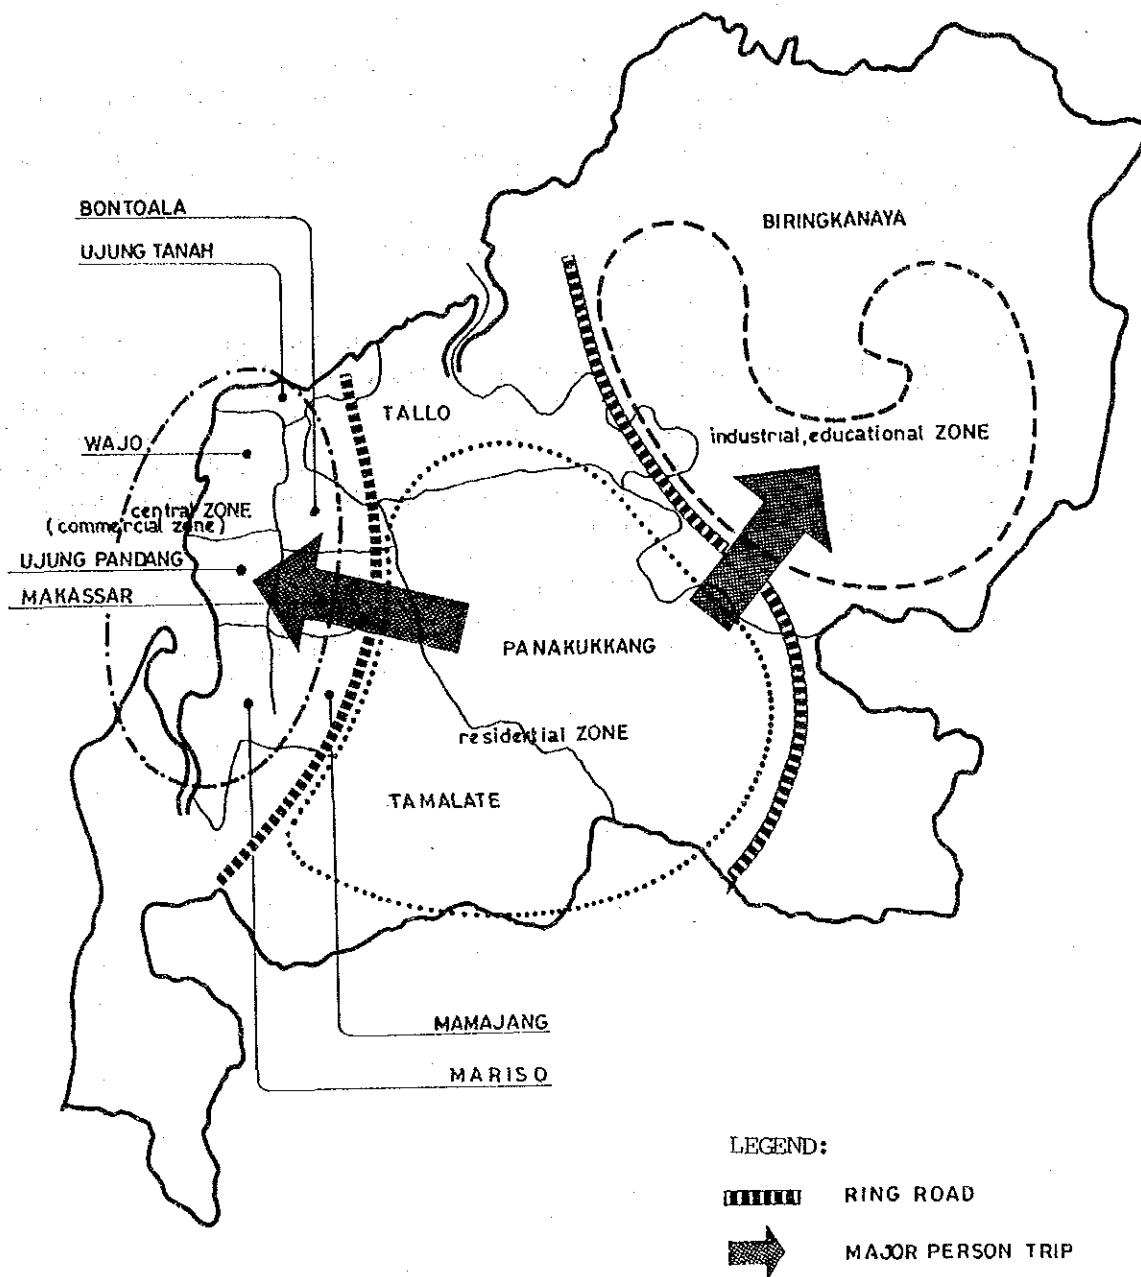 BONTOALA
UJUNG TANAH
BIRINGKANAYA
TALLO
WAJO
industrial, educational ZONE
central ZONE
(commercial zone)
UJUNG PANDANG
MAKASSAR
PANAKUKKANG
residential ZONE
TAMALATE
MAMAJANG
MARISO
LEGEND:
RING ROAD
MAJOR PERSON TRIP